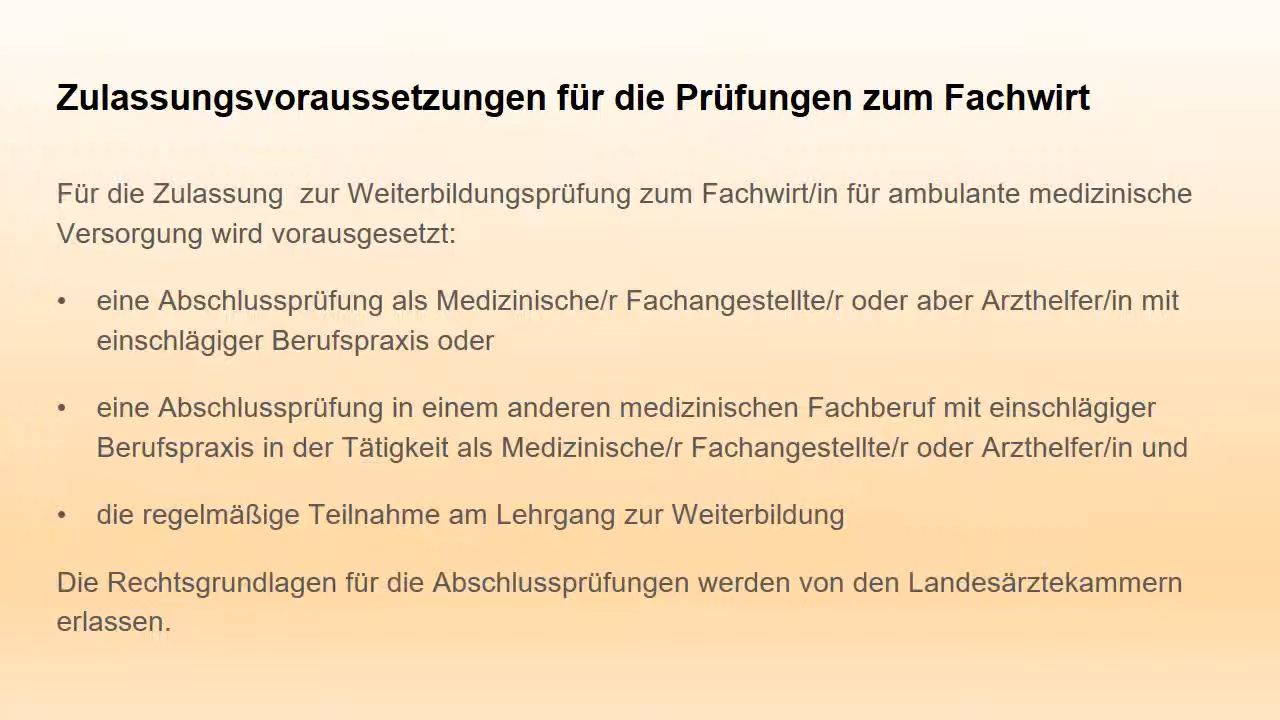 Zulassungsvoraussetzungen für die Prüfungen zum Fachwirt
Für die Zulassung  zur Weiterbildungsprüfung zum Fachwirt/in für ambulante medizinische
Versorgung wird vorausgesetzt:
• eine Abschlussprüfung als Medizinische/r Fachangestellte/r oder aber Arzthelfer/in mit
einschlägiger Berufspraxis oder
• eine Abschlussprüfung in einem anderen medizinischen Fachberuf mit einschlägiger
Berufspraxis in der Tätigkeit als Medizinische/r Fachangestellte/r oder Arzthelfer/in und
• die regelmäßige Teilnahme am Lehrgang zur Weiterbildung
Die Rechtsgrundlagen für die Abschlussprüfungen werden von den Landesärztekammern
erlassen.